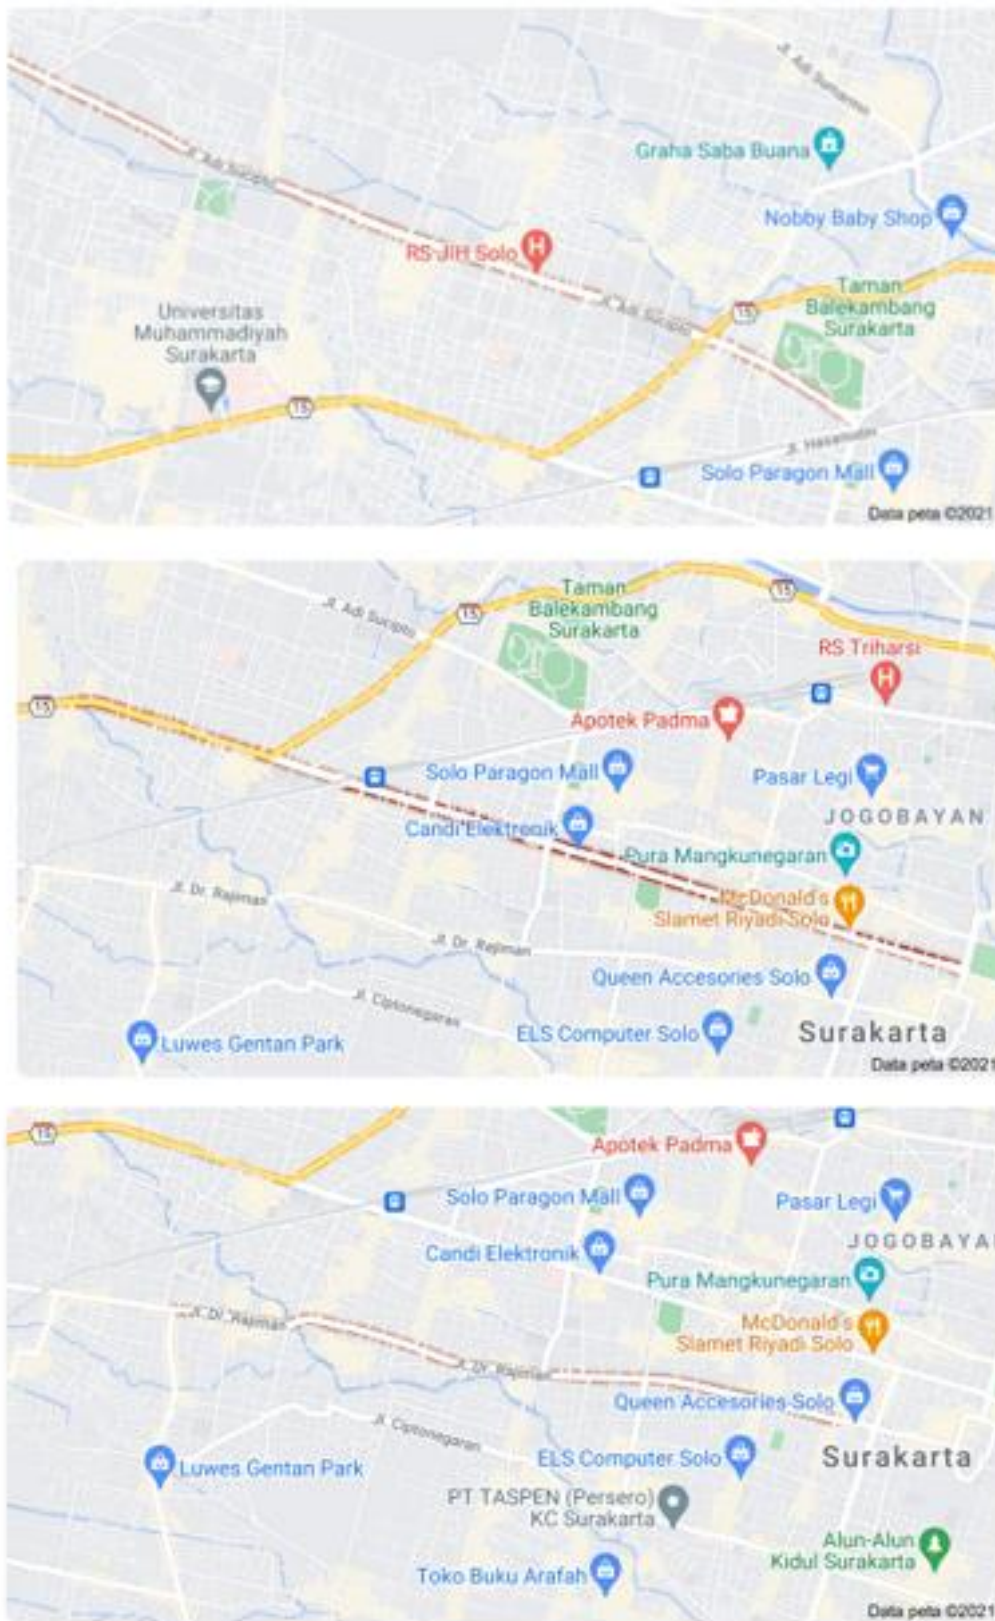 Jl. Adi Sumarmo
Graha Saba Buana
Jl. Adi Sucipto
Nobby Baby Shop
RS JIH Solo
Taman
Balekambang
Surakarta
Jl. Adi Sucipto
15
Universitas
Muhammadiyah
Surakarta
15
Jl. Hasanudin
Solo Paragon Mall
Data peta ©2021
Taman
Balekambang
Surakarta
15
Jl. Adi Sucipto
15
RS Triharsi
15
Apotek Padma
Solo Paragon Mall
Pasar Legi
JOGOBAYAN
Candi Elektronik
Pura Mangkunegaran
Jl. Dr. Rajiman
McDonald's
Slamet Riyadi Solo
Jl. Dr. Rajiman
Queen Accesories Solo
Jl. Ciptonegaran
ELS Computer Solo
Surakarta
Luwes Gentan Park
Data peta ©2021
15
Apotek Padma
Solo Paragon Mall
Pasar Legi
JOGOBAYAN
Candi Elektronik
Pura Mangkunegaran
Jl. Dr. Rajiman
McDonald's
Slamet Riyadi Solo
Jl. Dr. Rajiman
Queen Accesories Solo
Jl. Ciptonegaran
ELS Computer Solo
Surakarta
Luwes Gentan Park
PT TASPEN (Persero)
KC Surakarta
Alun-Alun
Kidul Surakarta
Toko Buku Arafah
Data peta ©2021